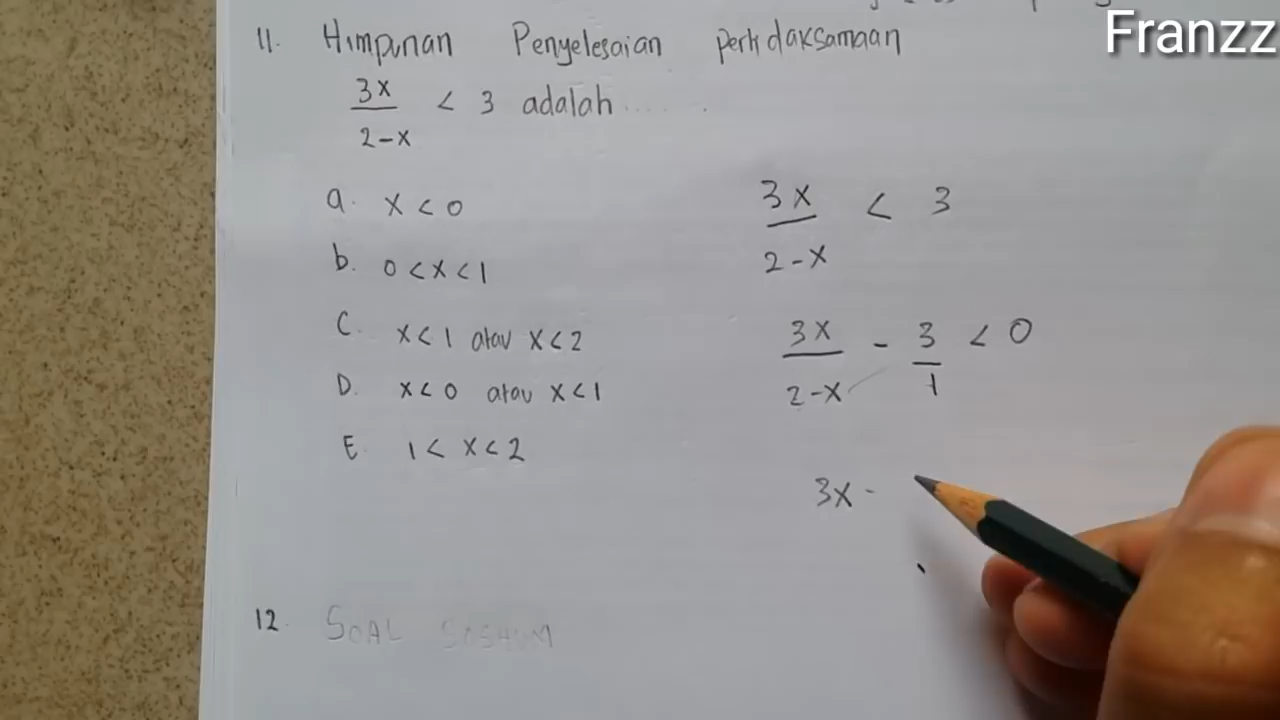 Franzz
11. Himpunan Penyelesaian pertidaksamaan
3x
2-x
< 3 adalah .......
a. x < 0
b. 0 < x < 1
C. x < 1 atau x < 2
D. x < 0 atau x < 1
E. 1 < x < 2
3x
2-x
< 3
3x
2-x
- 3
1
< 0
3x -
12. SOAL SOSHUM